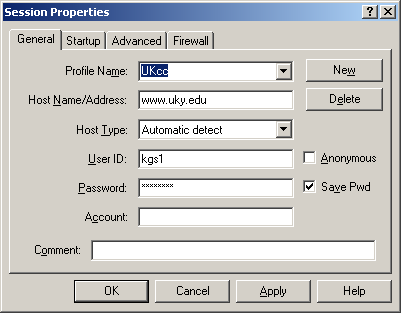 Session Properties
General Startup Advanced Firewall
Profile Name: UKcc New
Host Name/Address: www.uky.edu Delete
Host Type: Automatic detect
User ID: kgs1 Anonymous
Password: ******** Save Pwd
Account:
Comment:
OK Cancel Apply Help